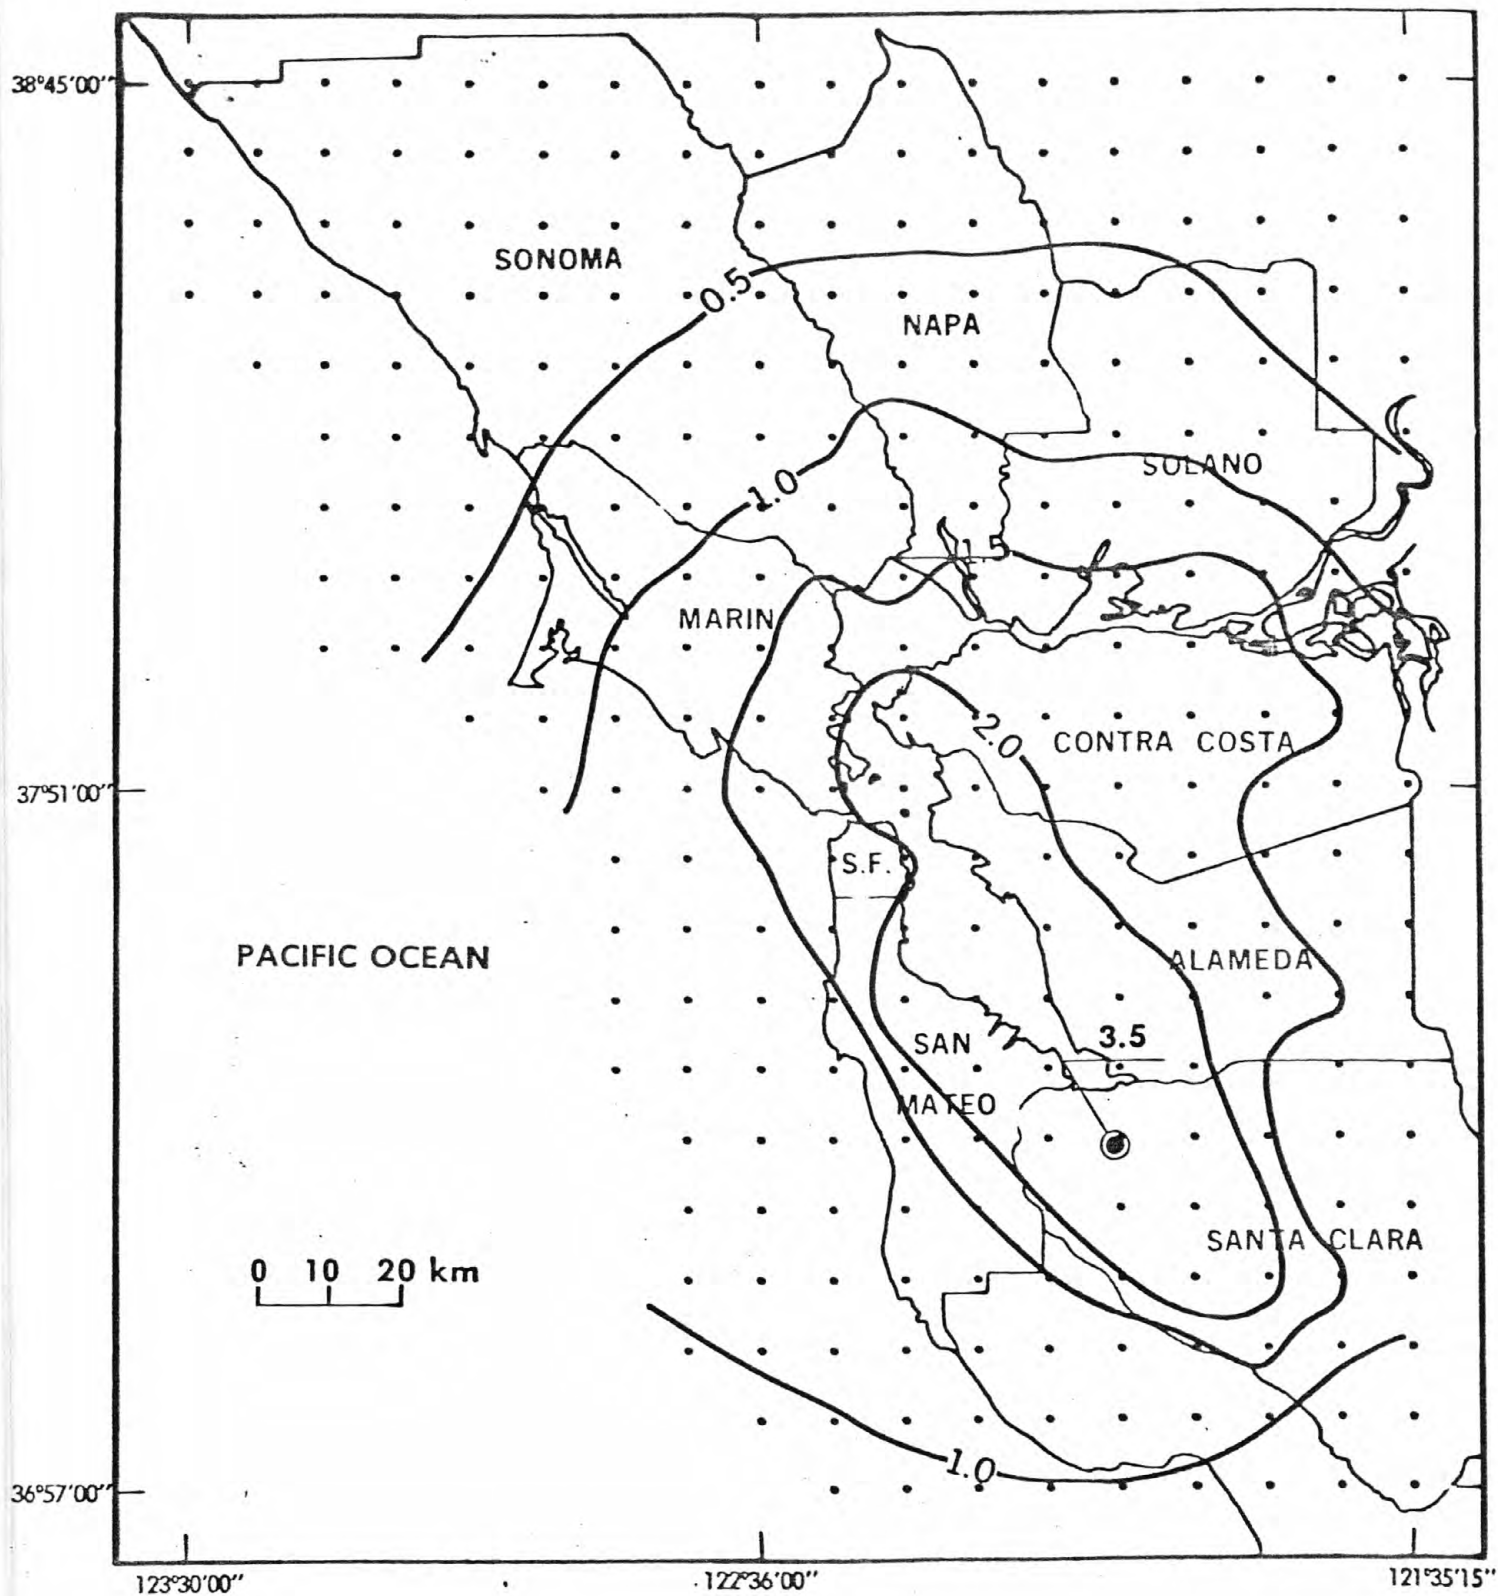 38°45'00"
SONOMA
0.5
NAPA
SOLANO
1.0
1.5
MARIN
2.0
CONTRA COSTA
37°51'00"
S.F.
PACIFIC OCEAN
ALAMEDA
3.5
SAN
MATEO
SANTA CLARA
0 10 20 km
1.0
36°57'00"
123°30'00" 122°36'00" 121°35'15"